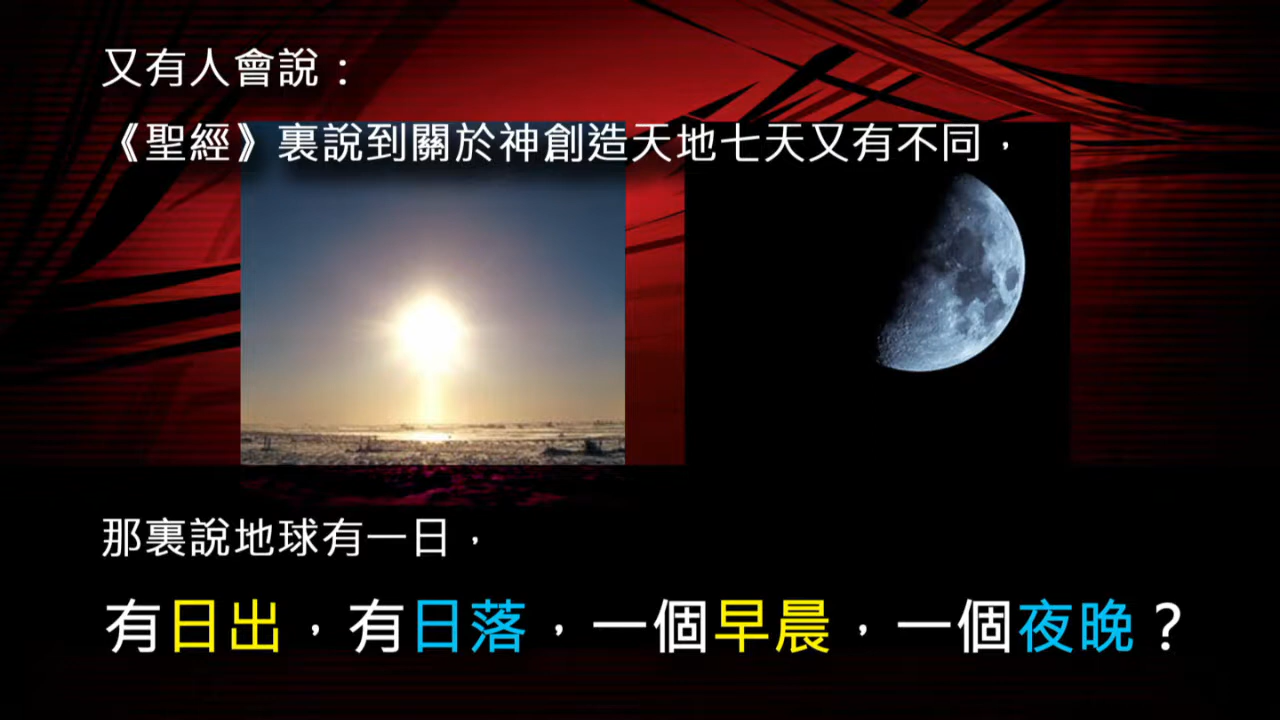 又有人會說：
《聖經》裏說到關於神創造天地七天又有不同，
那裏說地球有一日，
有日出，有日落，一個早晨，一個夜晚？